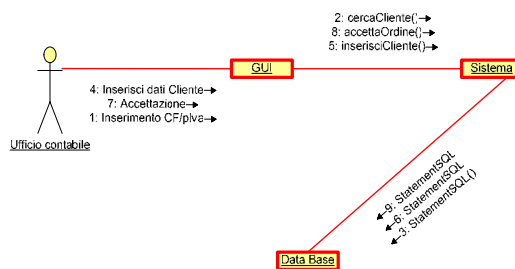 2: cercaCliente()
8: accettaOrdine()
5: inserisciCliente()
GUI
Sistema
4: Inserisci dati Cliente
7: Accettazione
1: Inserimento CF/pIva
Ufficio contabile
9: StatementSQL
6: StatementSQL
3: StatementSQL()
Data Base